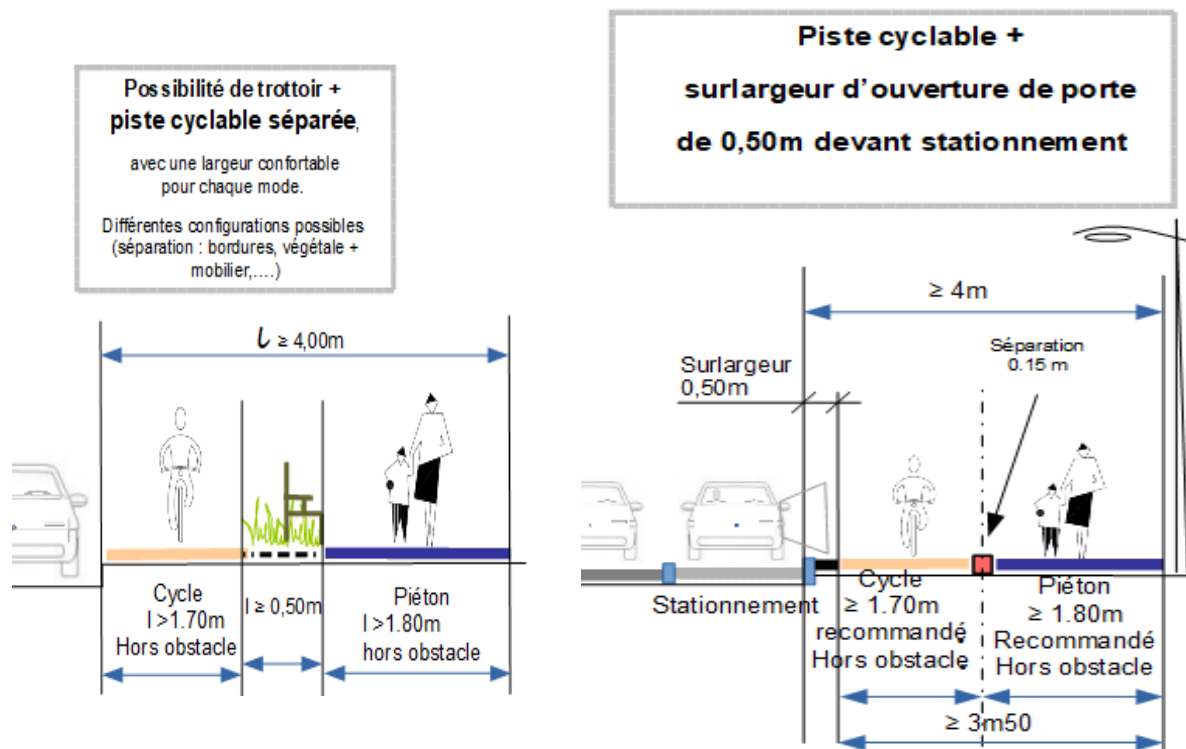 Possibilité de trottoir +
piste cyclable séparée,
avec une largeur confortable
pour chaque mode.
Différentes configurations possibles
(séparation : bordures, végétale +
mobilier,....)
l ≥ 4,00m
Cycle
l >1.70m
Hors obstacle
l ≥ 0,50m
Piéton
l >1.80m
hors obstacle
Piste cyclable +
surlargeur d'ouverture de porte
de 0,50m devant stationnement
≥ 4m
Surlargeur
0,50m
Séparation
0.15 m
Stationnement
Cycle
≥ 1.70m
recommandé
Hors obstacle
Piéton
≥ 1.80m
Recommandé
Hors obstacle
≥ 3m50